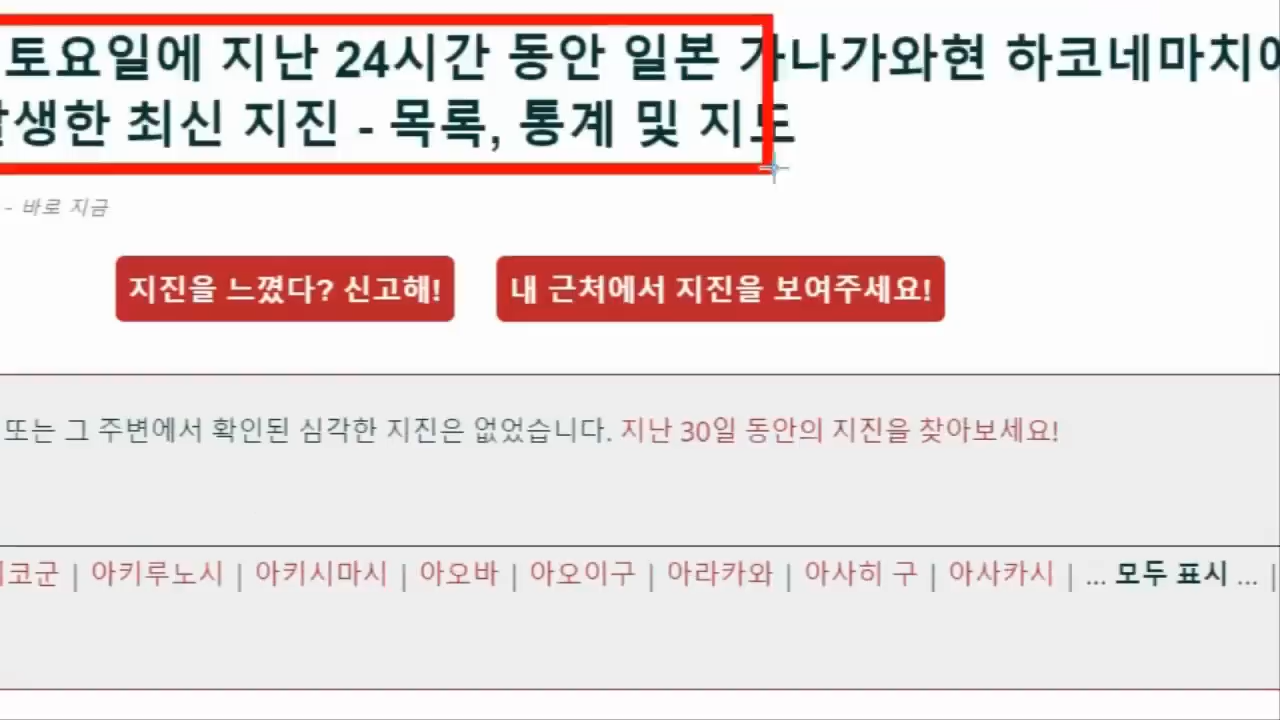 토요일에 지난 24시간 동안 일본 가나가와현 하코네마치에
발생한 최신 지진 - 목록, 통계 및 지도
- 바로 지금
지진을 느꼈다? 신고해!
내 근처에서 지진을 보여주세요!
또는 그 주변에서 확인된 심각한 지진은 없었습니다. 지난 30일 동안의 지진을 찾아보세요!
코군 | 아키루노시 | 아키시마시 | 아오바 | 아오이구 | 아라카와 | 아사히 구 | 아사카시 | ... 모두 표시 ... |